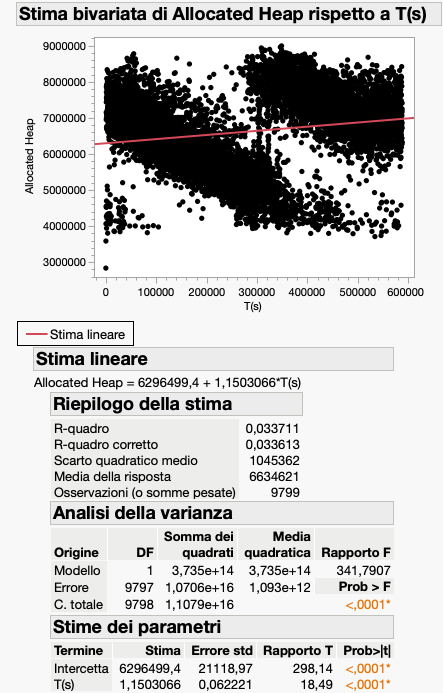 Stima bivariata di Allocated Heap rispetto a T(s)
9000000
8000000
7000000
6000000
5000000
4000000
3000000
Allocated Heap
0 100000 200000 300000 400000 500000 600000
T(s)
Stima lineare
Stima lineare
Allocated Heap = 6296499,4 + 1,1503066*T(s)
Riepilogo della stima
R-quadro 0,033711
R-quadro corretto 0,033613
Scarto quadratico medio 1045362
Media della risposta 6634621
Osservazioni (o somme pesate) 9799
Analisi della varianza
Somma dei Media
Origine DF quadrati quadratica Rapporto F
Modello 1 3,735e+14 3,735e+14 341,7907
Errore 9797 1,0706e+16 1,093e+12 Prob > F
C. totale 9798 1,1079e+16 <,0001*
Stime dei parametri
Termine Stima Errore std Rapporto T Prob>|t|
Intercetta 6296499,4 21118,97 298,14 <,0001*
T(s) 1,1503066 0,062221 18,49 <,0001*